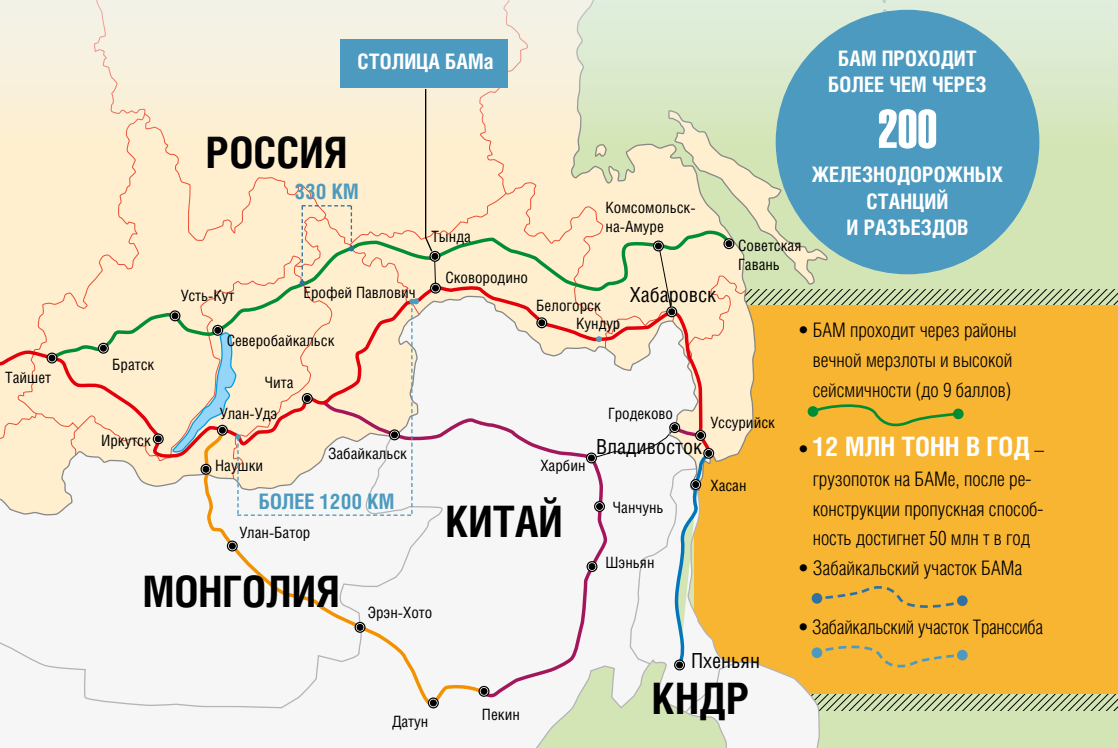 СТОЛИЦА БАМа
БАМ ПРОХОДИТ
БОЛЕЕ ЧЕМ ЧЕРЕЗ
200
ЖЕЛЕЗНОДОРОЖНЫХ
СТАНЦИЙ
И РАЗЪЕЗДОВ
РОССИЯ
330 КМ
Комсомольск-
на-Амуре
Тында
Советская
Гавань
Сковородино
Ерофей Павлович
Усть-Кут
Хабаровск
Белогорск
Кундур
Северобайкальск
Братск
Тайшет
Чита
Улан-Удэ
Иркутск
Забайкальск
Наушки
БОЛЕЕ 1200 КМ
Гродеково
Уссурийск
Владивосток
Харбин
Хасан
КИТАЙ
Чанчунь
Улан-Батор
Шэньян
МОНГОЛИЯ
Эрэн-Хото
Пхеньян
КНДР
Датун
Пекин
• БАМ проходит через районы
вечной мерзлоты и высокой
сейсмичности (до 9 баллов)
• 12 МЛН ТОНН В ГОД –
грузопоток на БАМе, после ре-
конструкции пропускная способ-
ность достигнет 50 млн т в год
• Забайкальский участок БАМа
• Забайкальский участок Транссиба